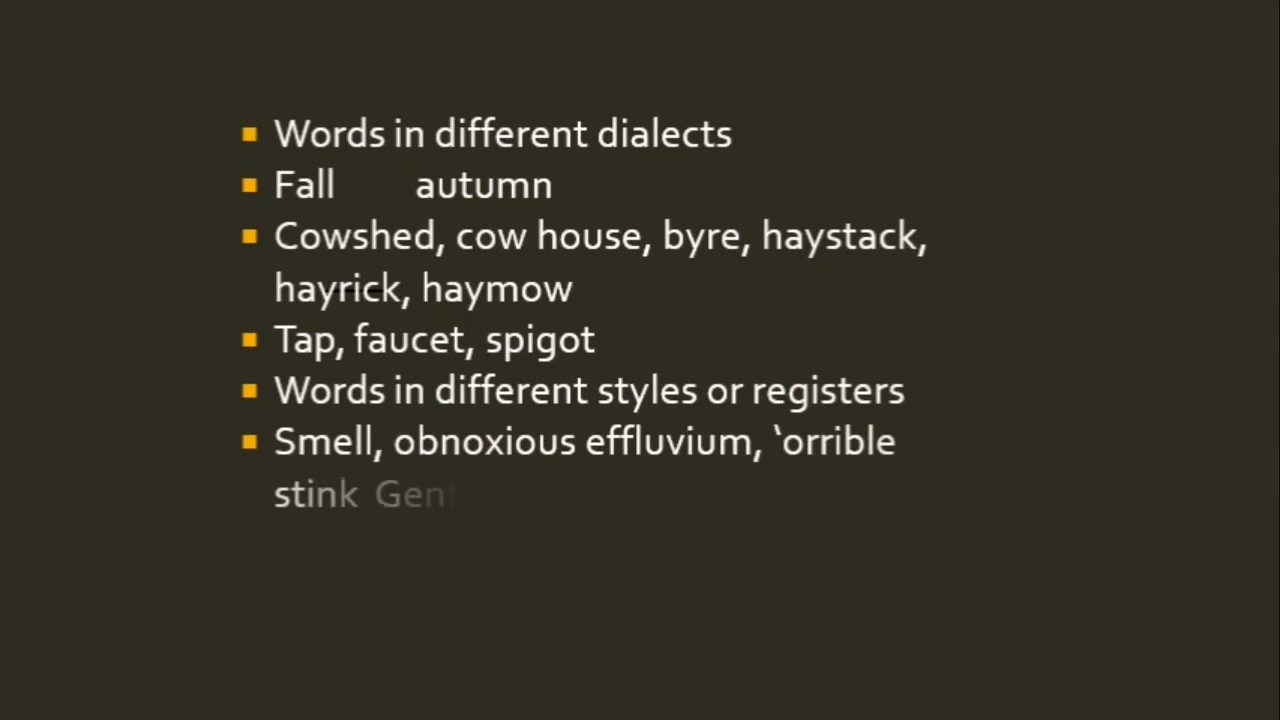 Words in different dialects
Fall autumn
Cowshed, cow house, byre, haystack,
hayrick, haymow
Tap, faucet, spigot
Words in different styles or registers
Smell, obnoxious effluvium, ‛orrible
stink